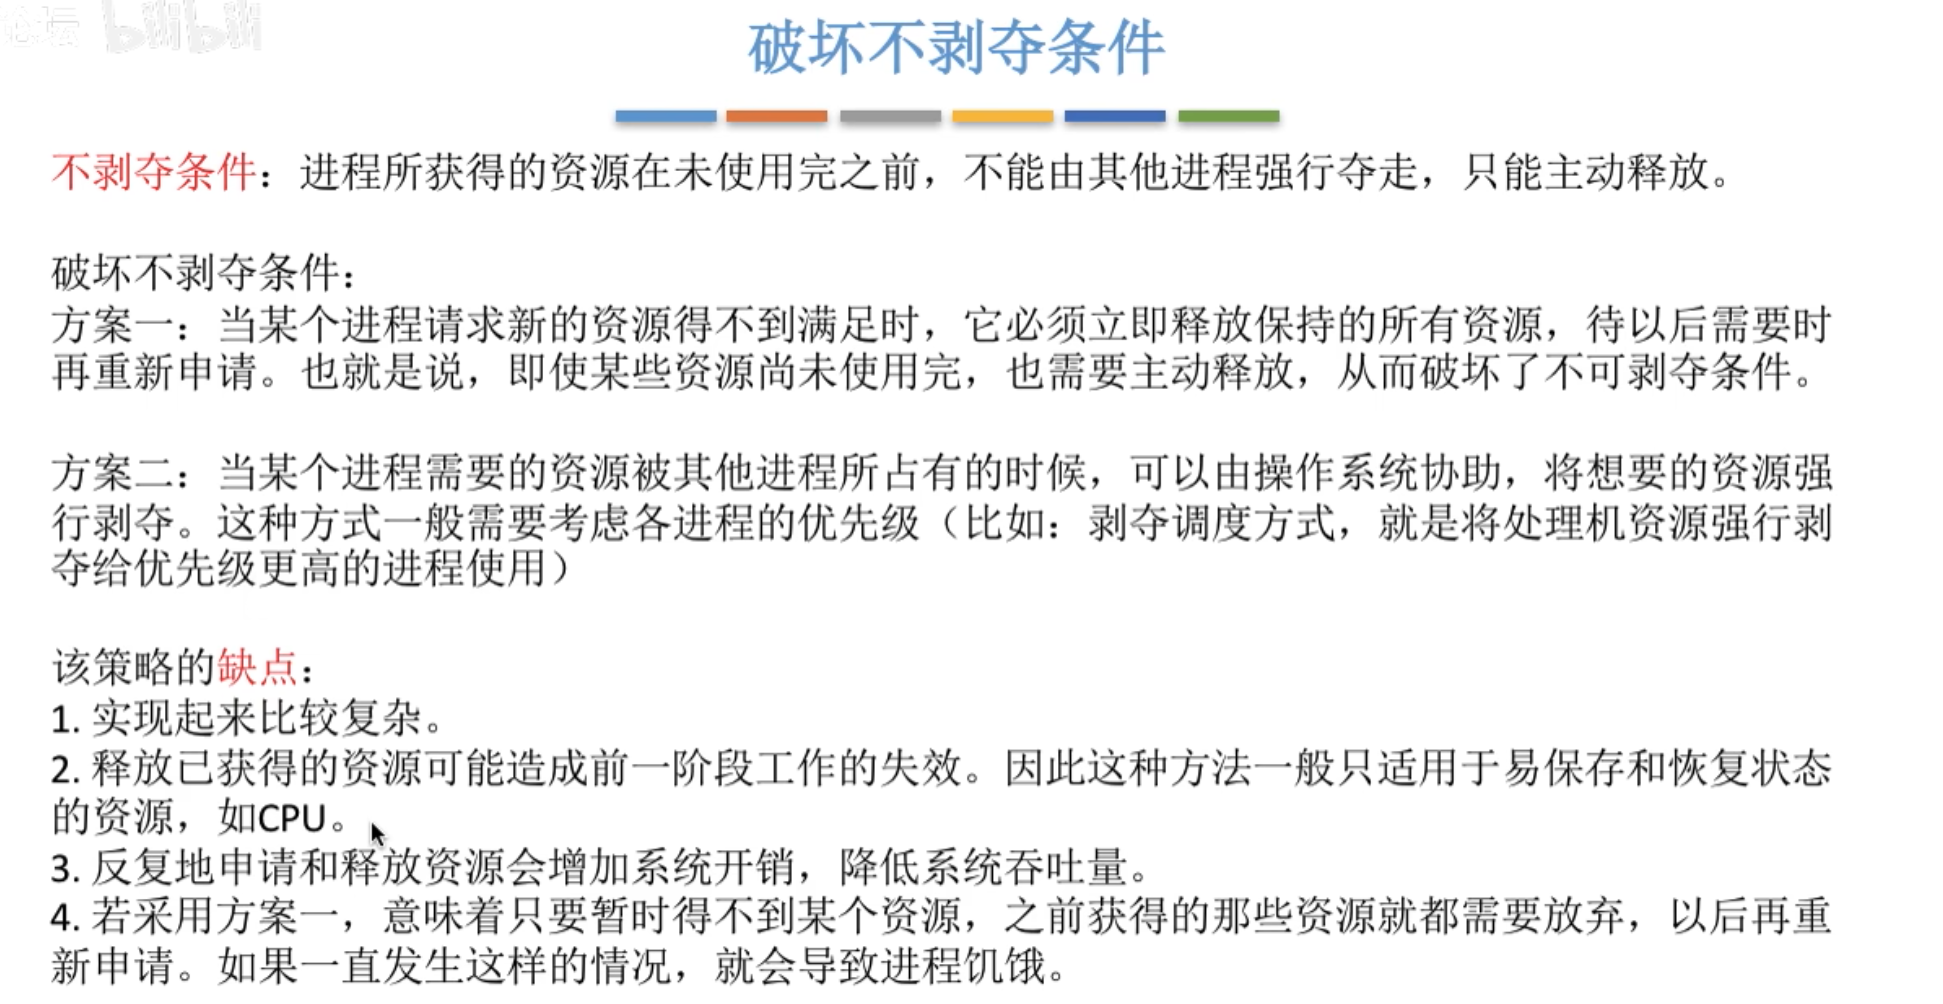 论坛 bilibili
破坏不剥夺条件
不剥夺条件：进程所获得的资源在未使用完之前，不能由其他进程强行夺走，只能主动释放。
破坏不剥夺条件：
方案一：当某个进程请求新的资源得不到满足时，它必须立即释放保持的所有资源，待以后需要时
再重新申请。也就是说，即使某些资源尚未使用完，也需要主动释放，从而破坏了不可剥夺条件。
方案二：当某个进程需要的资源被其他进程所占有的时候，可以由操作系统协助，将想要的资源强
行剥夺。这种方式一般需要考虑各进程的优先级（比如：剥夺调度方式，就是将处理机资源强行剥
夺给优先级更高的进程使用）
该策略的缺点：
1. 实现起来比较复杂。
2. 释放已获得的资源可能造成前一阶段工作的失效。因此这种方法一般只适用于易保存和恢复状态
的资源，如CPU。
3. 反复地申请和释放资源会增加系统开销，降低系统吞吐量。
4. 若采用方案一，意味着只要暂时得不到某个资源，之前获得的那些资源就都需要放弃，以后再重
新申请。如果一直发生这样的情况，就会导致进程饥饿。